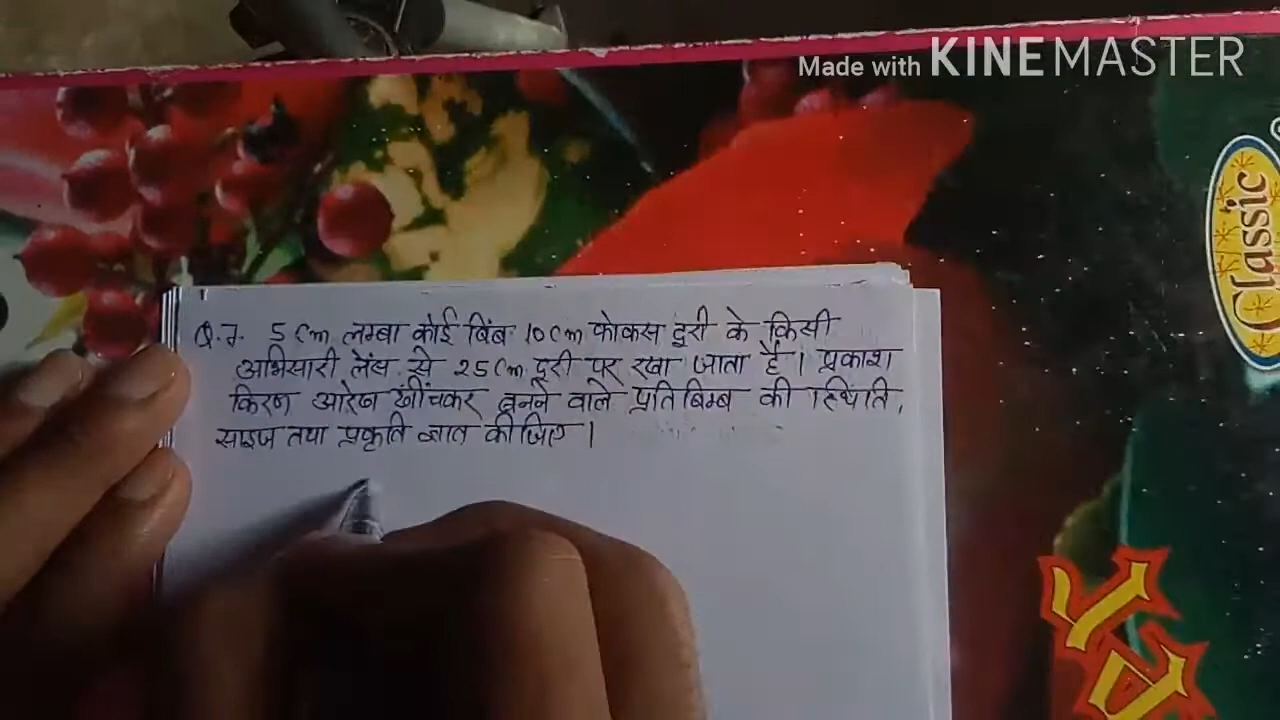 Made with KINEMASTER
Classic
Q.7. 5 cm लम्बा कोई बिंब 10 cm फोकस दुरी के किसी
अभिसारी लेंस से 25 cm दूरी पर रखा जाता है। प्रकाश
किरण आरेण खींचकर बनने वाले प्रतिबिम्ब की स्थिति,
साइज तथा प्रकृति ज्ञात कीजिए।